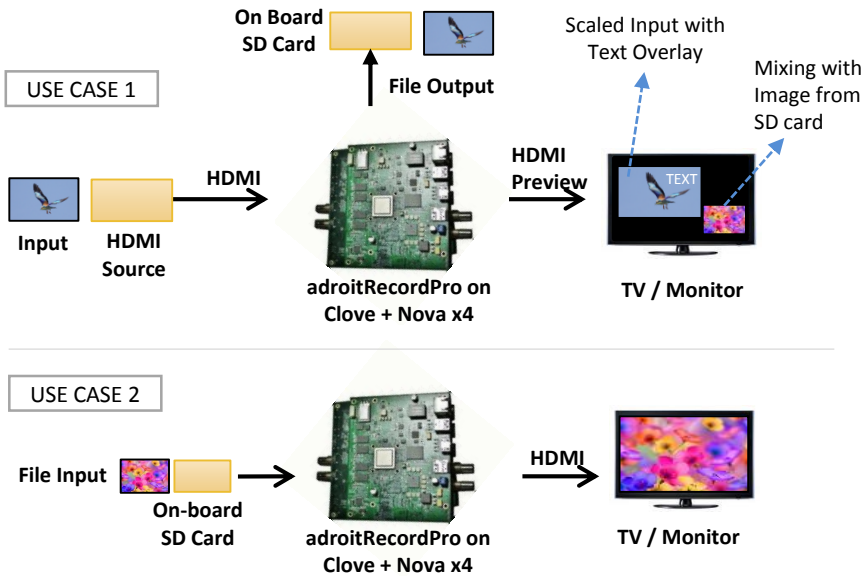 On Board
SD Card
File Output
Scaled Input with
Text Overlay
Mixing with
Image from
SD card
USE CASE 1
HDMI
HDMI
Preview
TEXT
Input
HDMI
Source
adroitRecordPro on
Clove + Nova x4
TV / Monitor
USE CASE 2
File Input
On-board
SD Card
adroitRecordPro on
Clove + Nova x4
HDMI
TV / Monitor